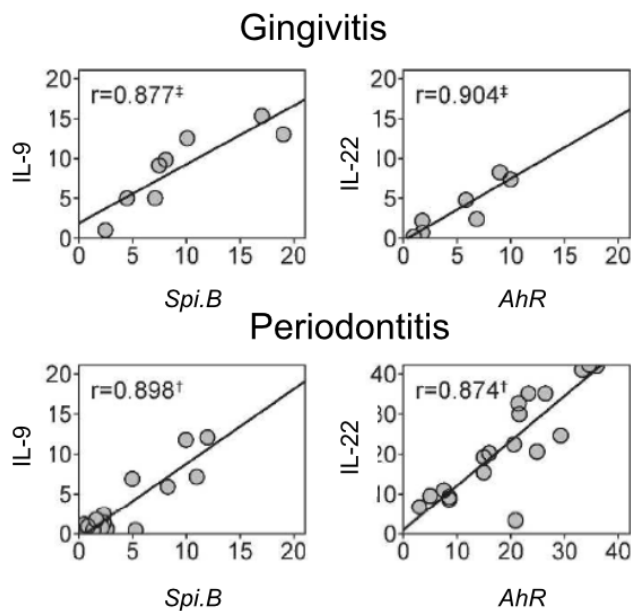 Gingivitis
IL-9
20
15
10
5
0
r=0.877‡
0 5 10 15 20
Spi.B
IL-22
20
15
10
5
0
r=0.904‡
0 5 10 15 20
AhR
Periodontitis
IL-9
20
15
10
5
0
r=0.898†
0 5 10 15 20
Spi.B
IL-22
40
30
20
10
0
r=0.874†
0 10 20 30 40
AhR